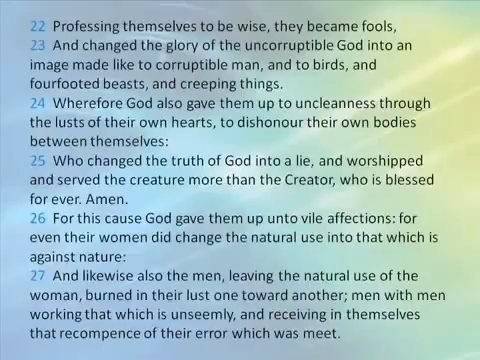 22 Professing themselves to be wise, they became fools,
23 And changed the glory of the uncorruptible God into an
image made like to corruptible man, and to birds, and
fourfooted beasts, and creeping things.
24 Wherefore God also gave them up to uncleanness through
the lusts of their own hearts, to dishonour their own bodies
between themselves:
25 Who changed the truth of God into a lie, and worshipped
and served the creature more than the Creator, who is blessed
for ever. Amen.
26 For this cause God gave them up unto vile affections: for
even their women did change the natural use into that which is
against nature:
27 And likewise also the men, leaving the natural use of the
woman, burned in their lust one toward another; men with men
working that which is unseemly, and receiving in themselves
that recompence of their error which was meet.